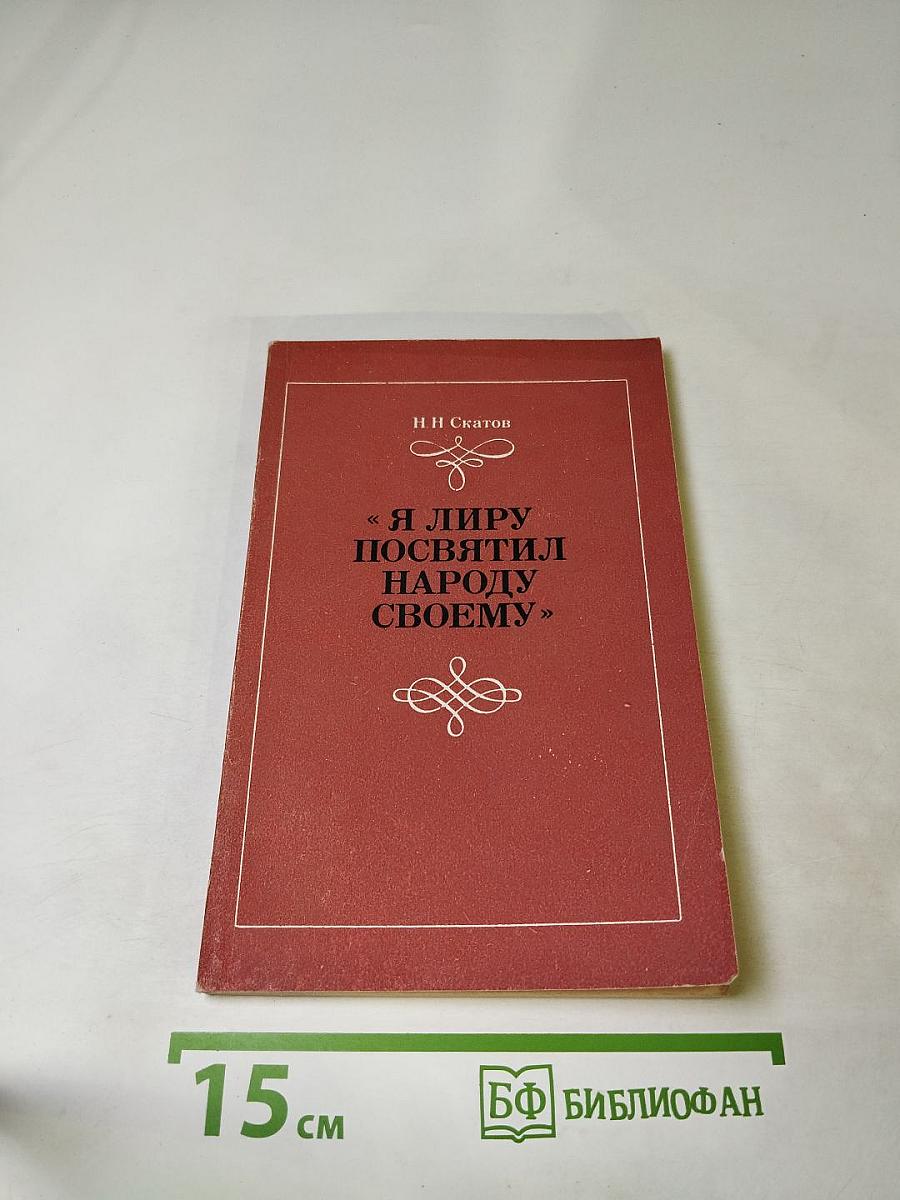 Н. Н Скатов
« Я ЛИРУ
ПОСВЯТИЛ
НАРОДУ
СВОЕМУ»
15 см
БФ БИБЛИОФАН